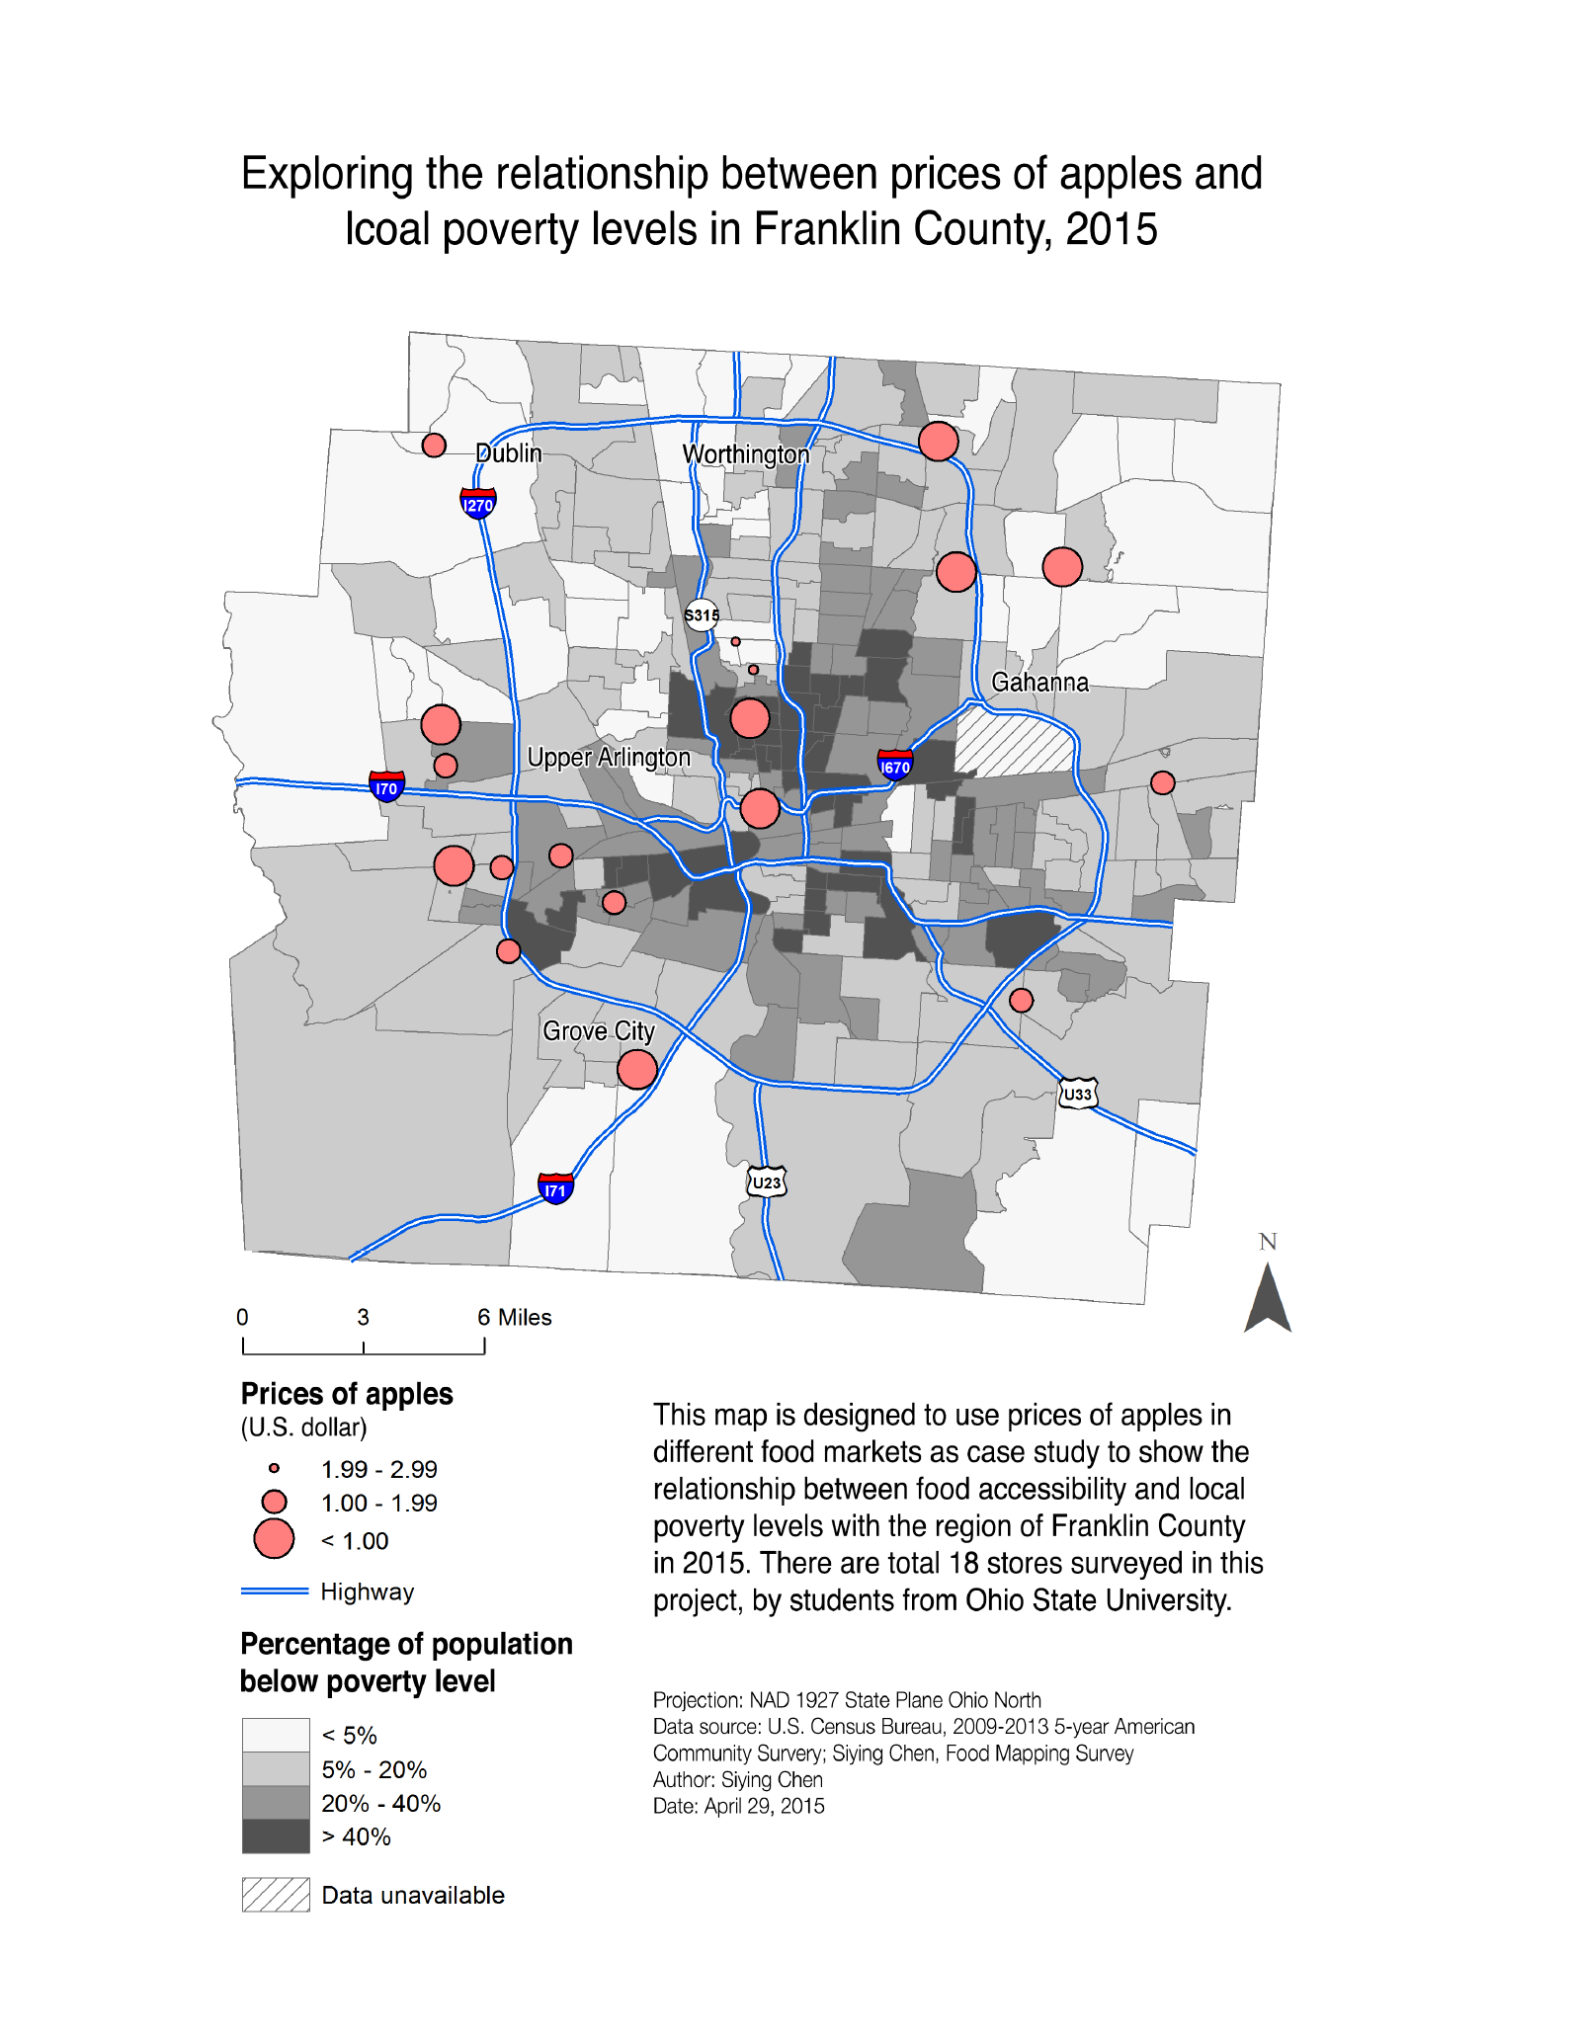 Exploring the relationship between prices of apples and
lcoal poverty levels in Franklin County, 2015
Dublin
Worthington
I270
S315
Gahanna
Upper Arlington
I670
I70
Grove City
U33
I71
U23
N
0 3 6 Miles
Prices of apples
(U.S. dollar)
1.99 - 2.99
1.00 - 1.99
< 1.00
Highway
Percentage of population
below poverty level
< 5%
5% - 20%
20% - 40%
> 40%
Data unavailable
This map is designed to use prices of apples in
different food markets as case study to show the
relationship between food accessibility and local
poverty levels with the region of Franklin County
in 2015. There are total 18 stores surveyed in this
project, by students from Ohio State University.
Projection: NAD 1927 State Plane Ohio North
Data source: U.S. Census Bureau, 2009-2013 5-year American
Community Survery; Siying Chen, Food Mapping Survey
Author: Siying Chen
Date: April 29, 2015